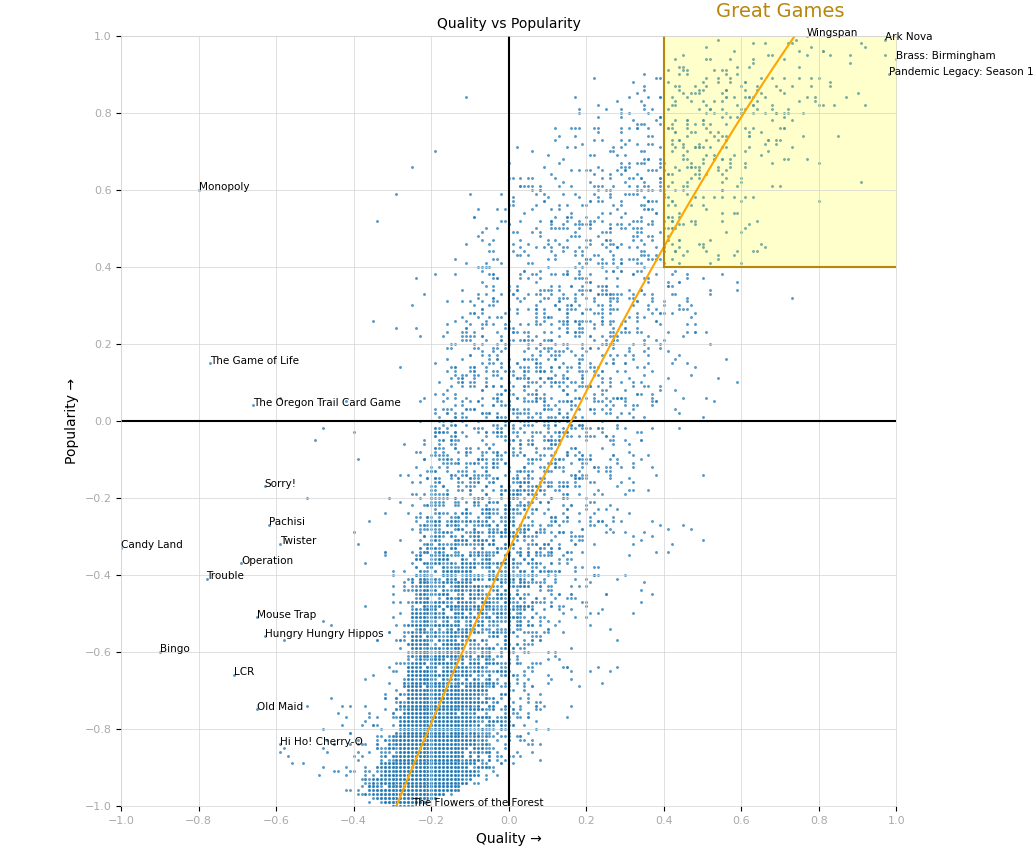 Great Games
Quality vs Popularity
Wingspan
Ark Nova
Brass: Birmingham
Pandemic Legacy: Season 1
Monopoly
The Game of Life
The Oregon Trail Card Game
Sorry!
Pachisi
Twister
Candy Land
Operation
Trouble
Mouse Trap
Hungry Hungry Hippos
Bingo
LCR
Old Maid
Hi Ho! Cherry-O
The Flowers of the Forest
Popularity →
1.0
0.8
0.6
0.4
0.2
0.0
−0.2
−0.4
−0.6
−0.8
−1.0
−1.0 −0.8 −0.6 −0.4 −0.2 0.0 0.2 0.4 0.6 0.8 1.0
Quality →